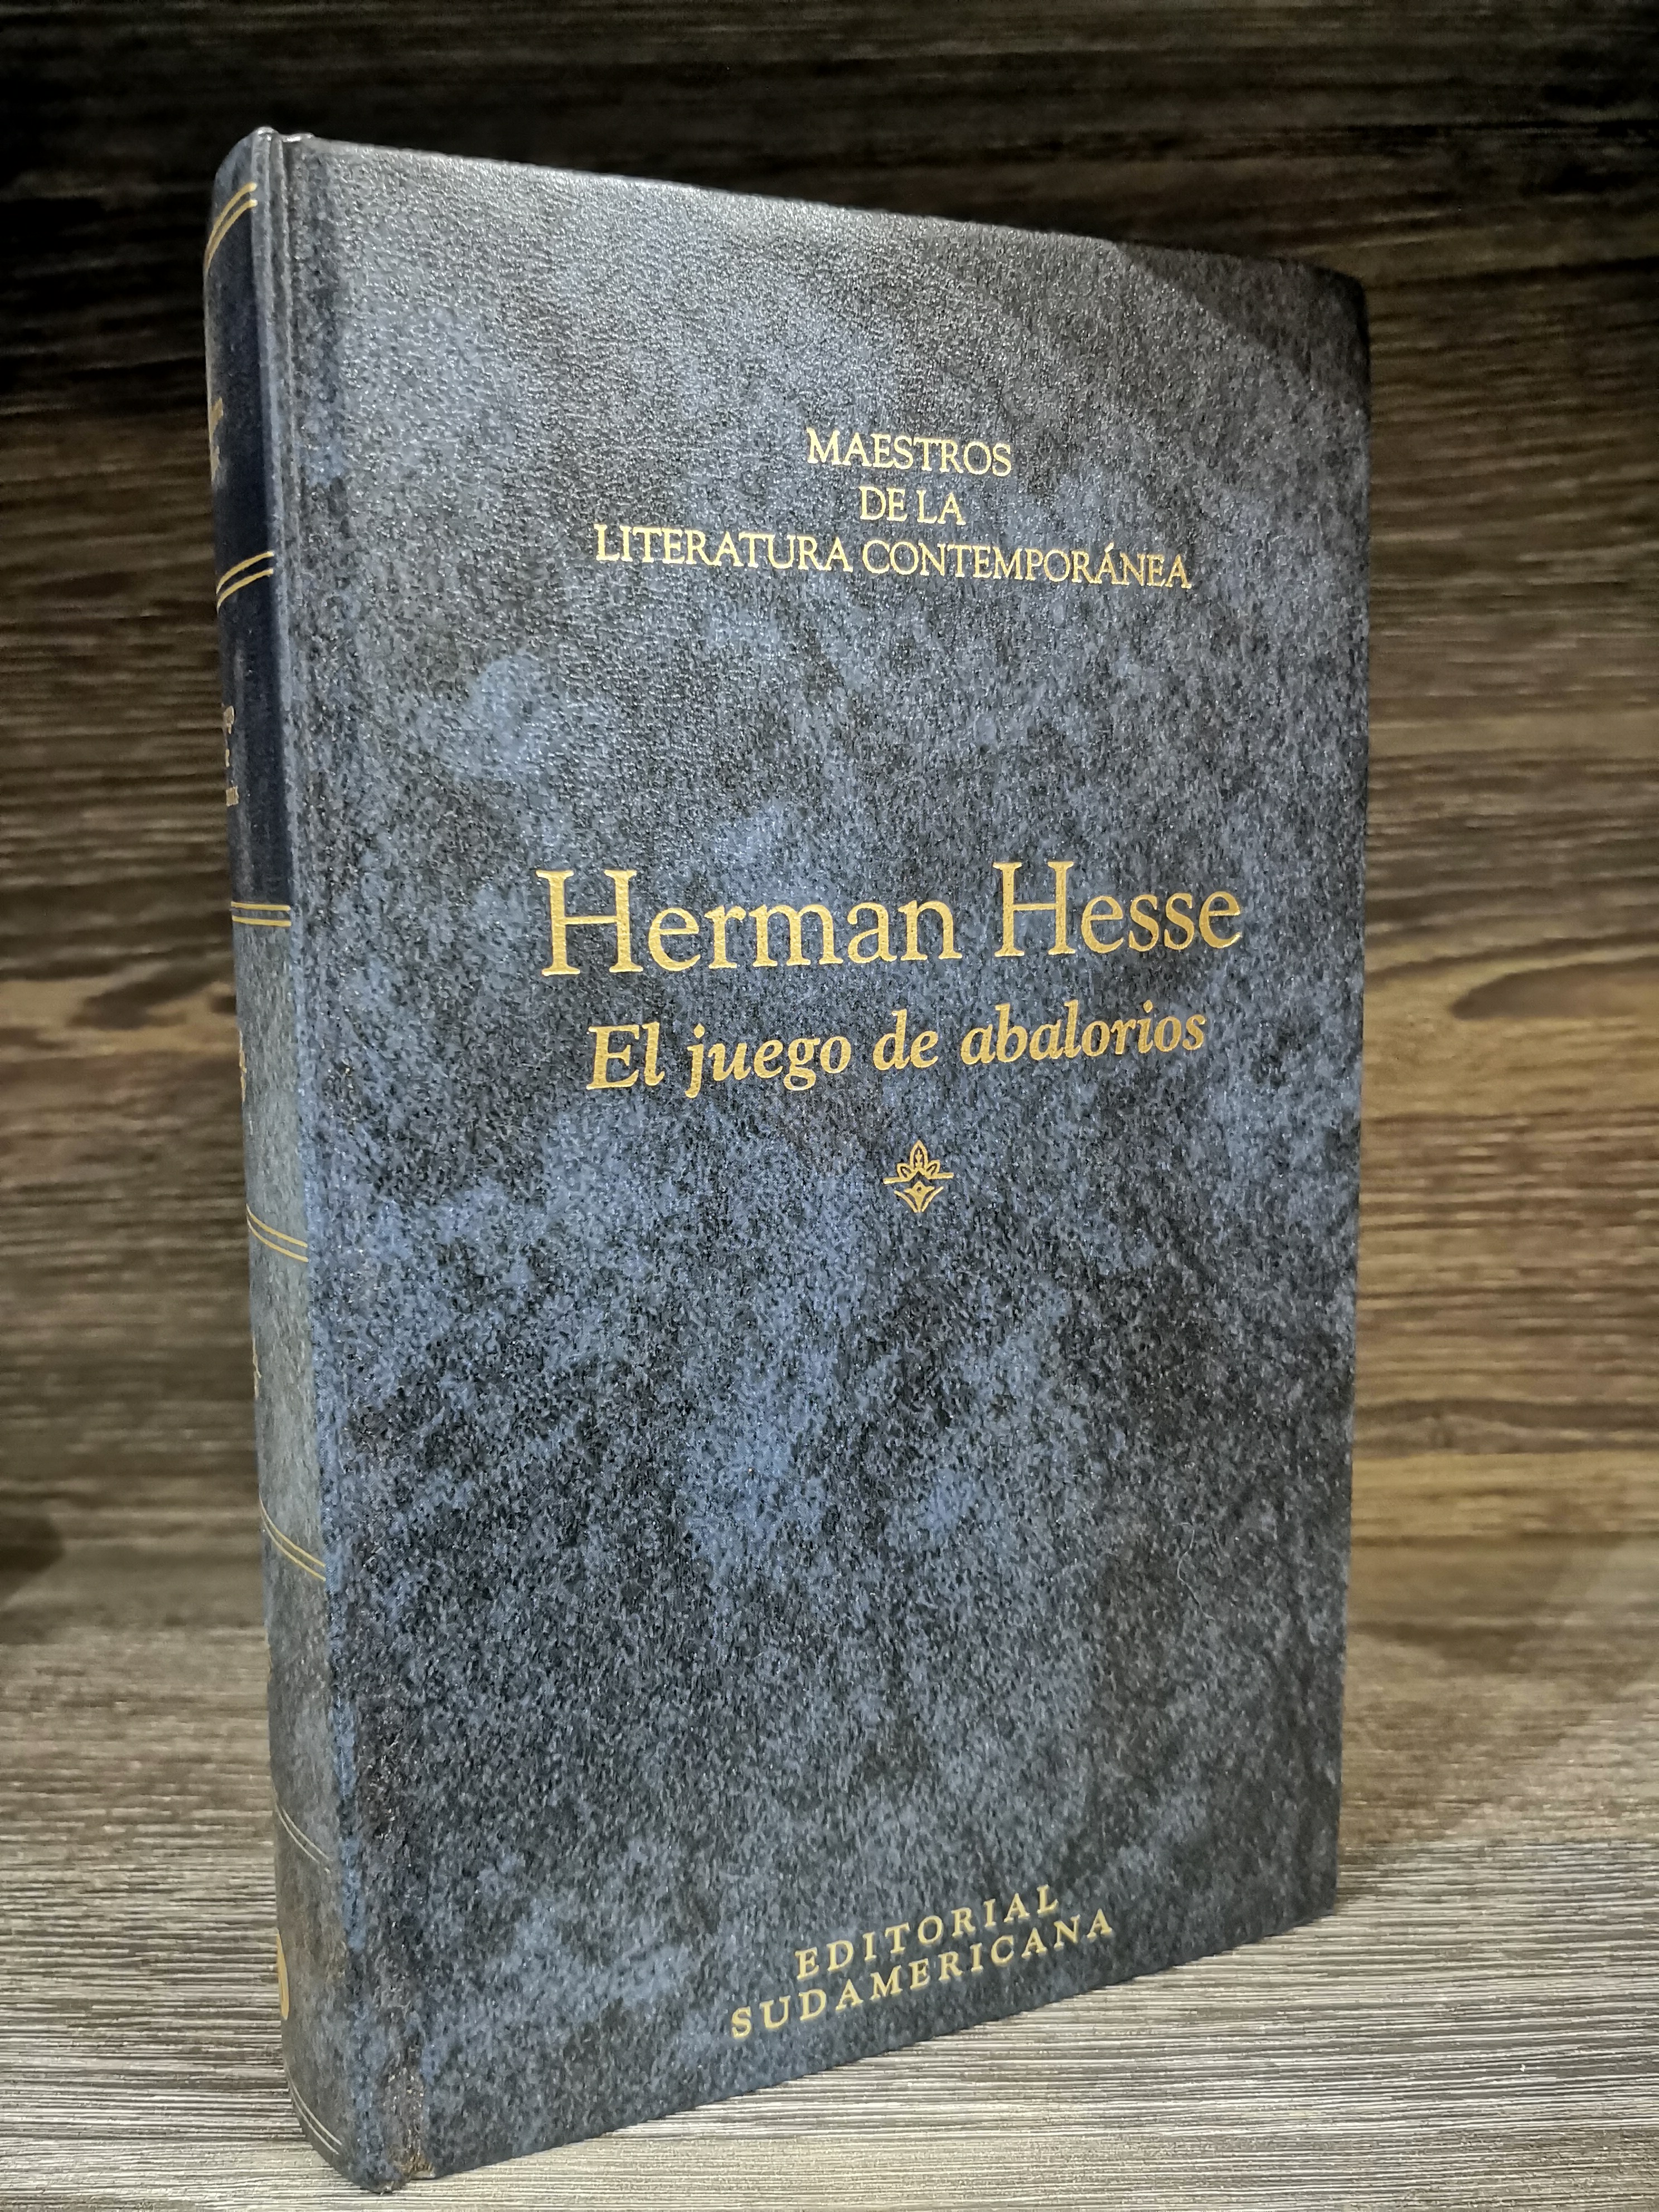 MAESTROS
DE LA
LITERATURA CONTEMPORÁNEA
Herman Hesse
El juego de abalorios
EDITORIAL
SUDAMERICANA